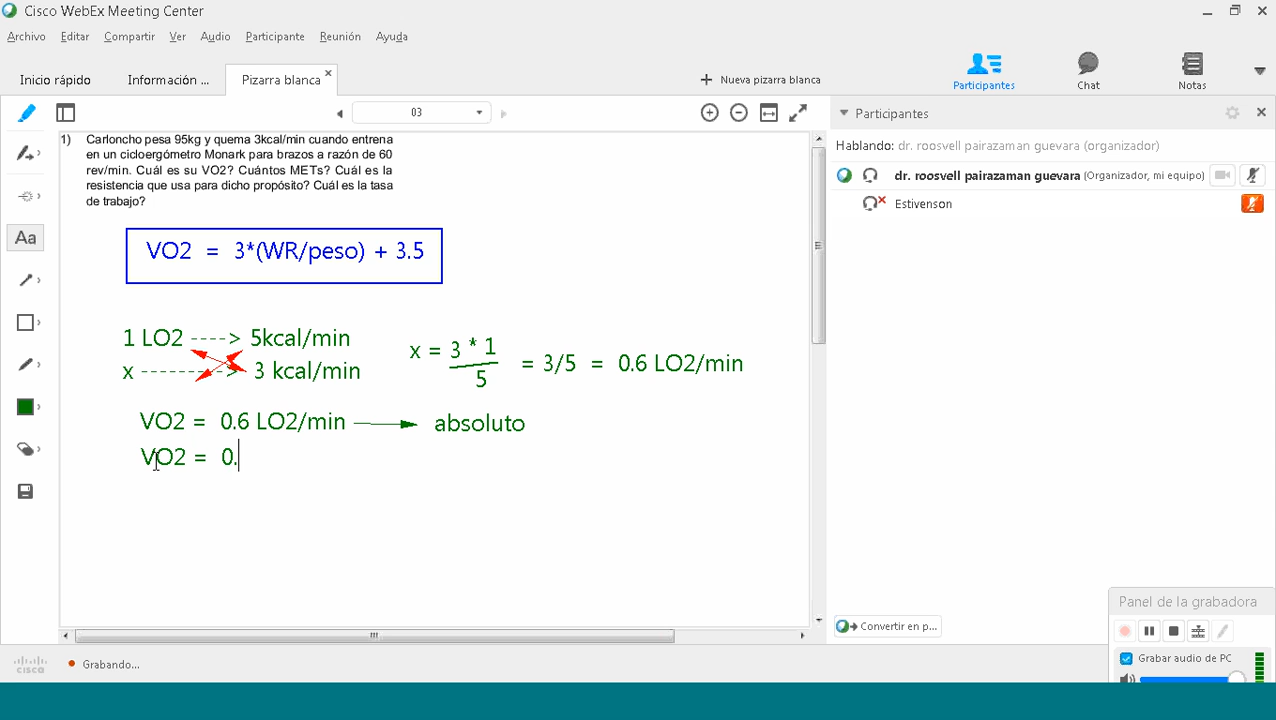 Cisco WebEx Meeting Center
Archivo Editar Compartir Ver Audio Participante Reunión Ayuda
Inicio rápido Información ... Pizarra blanca Nueva pizarra blanca Participantes Chat Notas
03 Participantes
1) Carloncho pesa 95kg y quema 3kcal/min cuando entrena
en un cicloergómetro Monark para brazos a razón de 60
rev/min. Cuál es su VO2? Cuántos METs? Cuál es la
resistencia que usa para dicho propósito? Cuál es la tasa
de trabajo?
Hablando: dr. roosvell pairazaman guevara (organizador)
dr. roosvell pairazaman guevara (Organizador, mi equipo)
Estivenson
Aa
VO2 = 3*(WR/peso) + 3.5
1 LO2 ----> 5kcal/min
x --------> 3 kcal/min
x = 3 * 1
5
= 3/5 = 0.6 LO2/min
VO2 = 0.6 LO2/min absoluto
VO2 = 0.
Convertir en p...
Panel de la grabadora
Grabar audio de PC
cisco Grabando...